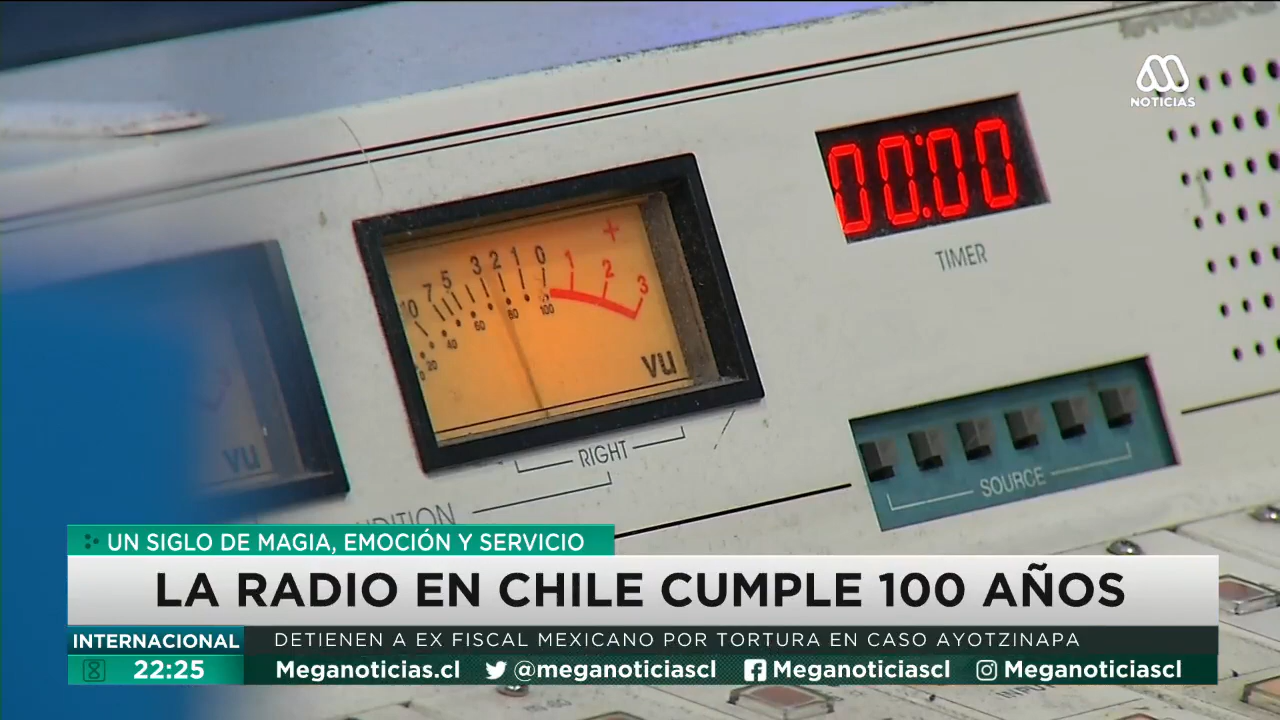 NOTICIAS
00:00
TIMER
10 7 5 3 2 1 0 1 2 3
+
0 20 40 60 80 100
VU
VU
RIGHT
SOURCE
UN SIGLO DE MAGIA, EMOCIÓN Y SERVICIO
LA RADIO EN CHILE CUMPLE 100 AÑOS
INTERNACIONAL DETIENEN A EX FISCAL MEXICANO POR TORTURA EN CASO AYOTZINAPA
22:25 Meganoticias.cl @meganoticiascl Meganoticiascl Meganoticiascl